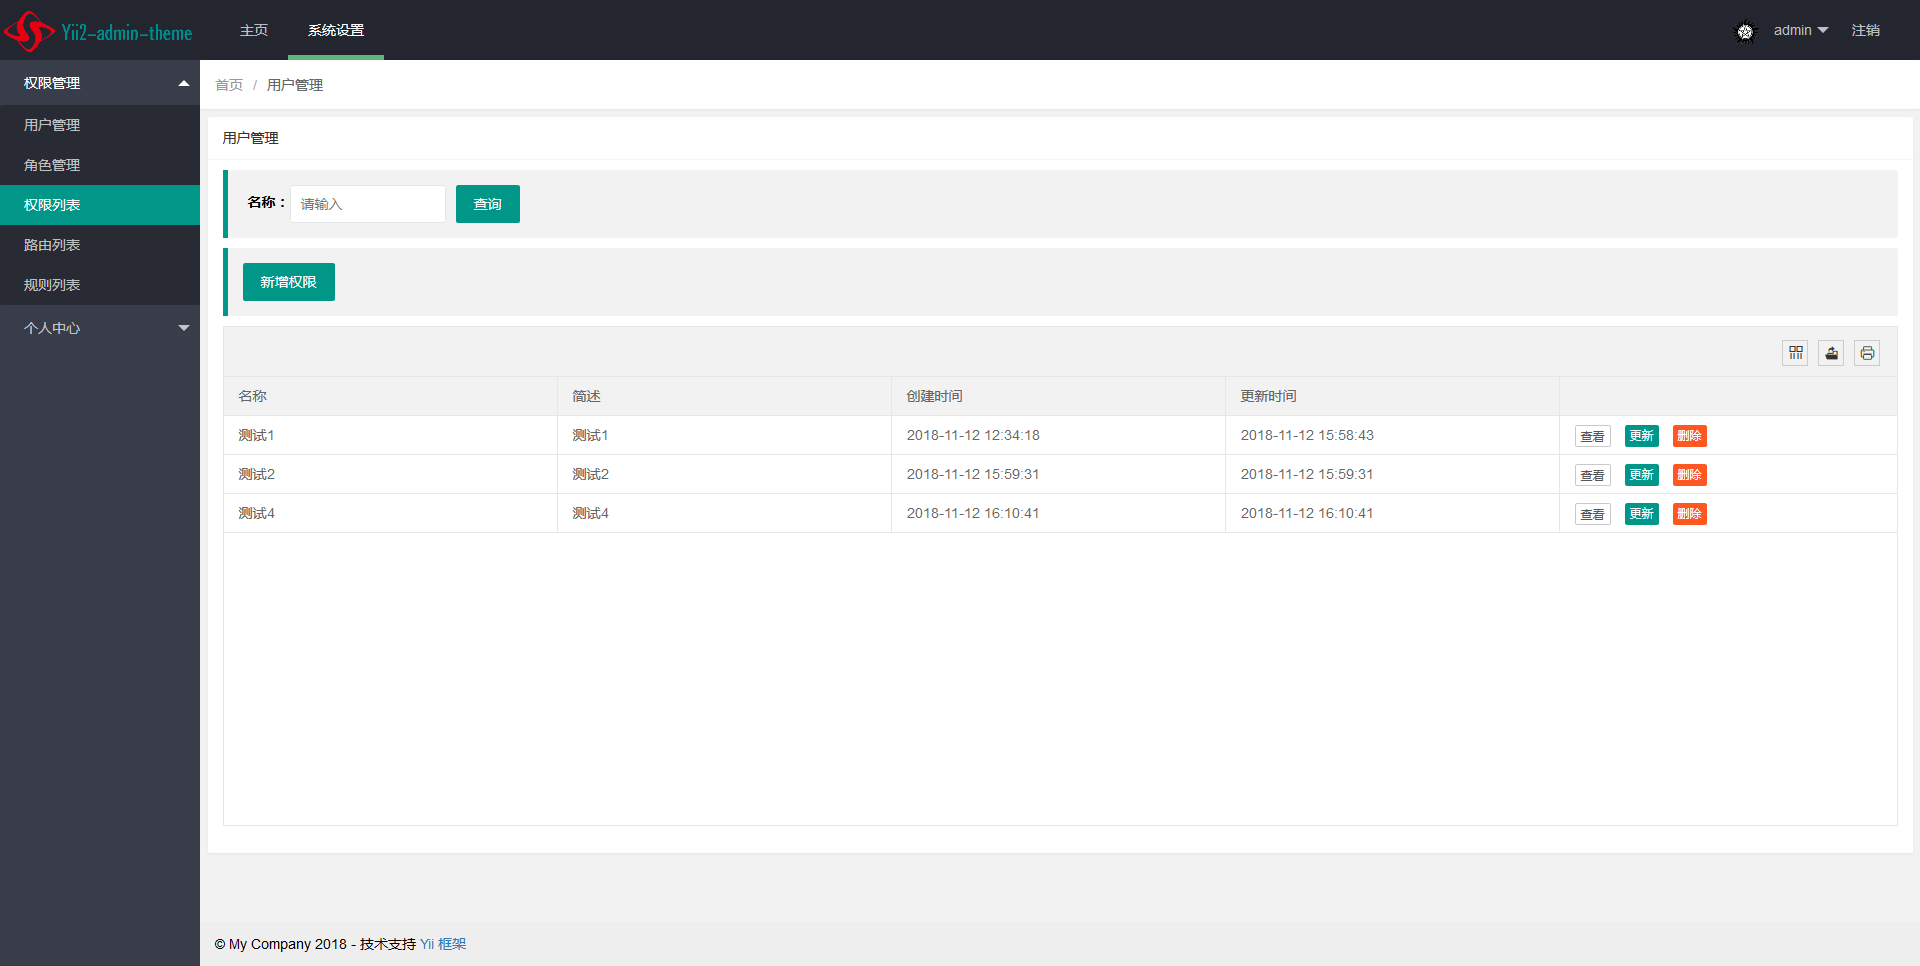 Yii2-admin-theme 主页 系统设置 admin 注销
权限管理
用户管理
角色管理
权限列表
路由列表
规则列表
个人中心
首页 / 用户管理
用户管理
名称： 请输入 查询
新增权限
名称 简述 创建时间 更新时间
测试1 测试1 2018-11-12 12:34:18 2018-11-12 15:58:43 查看 更新 删除
测试2 测试2 2018-11-12 15:59:31 2018-11-12 15:59:31 查看 更新 删除
测试4 测试4 2018-11-12 16:10:41 2018-11-12 16:10:41 查看 更新 删除
© My Company 2018 - 技术支持 Yii 框架